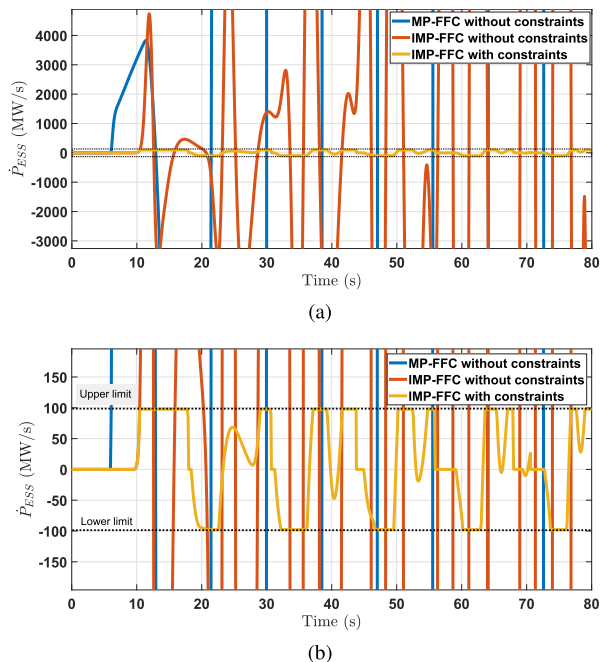 4000
3000
2000
1000
0
-1000
-2000
-3000
Ṗ_ESS (MW/s)
MP-FFC without constraints
IMP-FFC without constraints
IMP-FFC with constraints
0 10 20 30 40 50 60 70 80
Time (s)
(a)
150
100
50
0
-50
-100
-150
Ṗ_ESS (MW/s)
Upper limit
Lower limit
MP-FFC without constraints
IMP-FFC without constraints
IMP-FFC with constraints
0 10 20 30 40 50 60 70 80
Time (s)
(b)